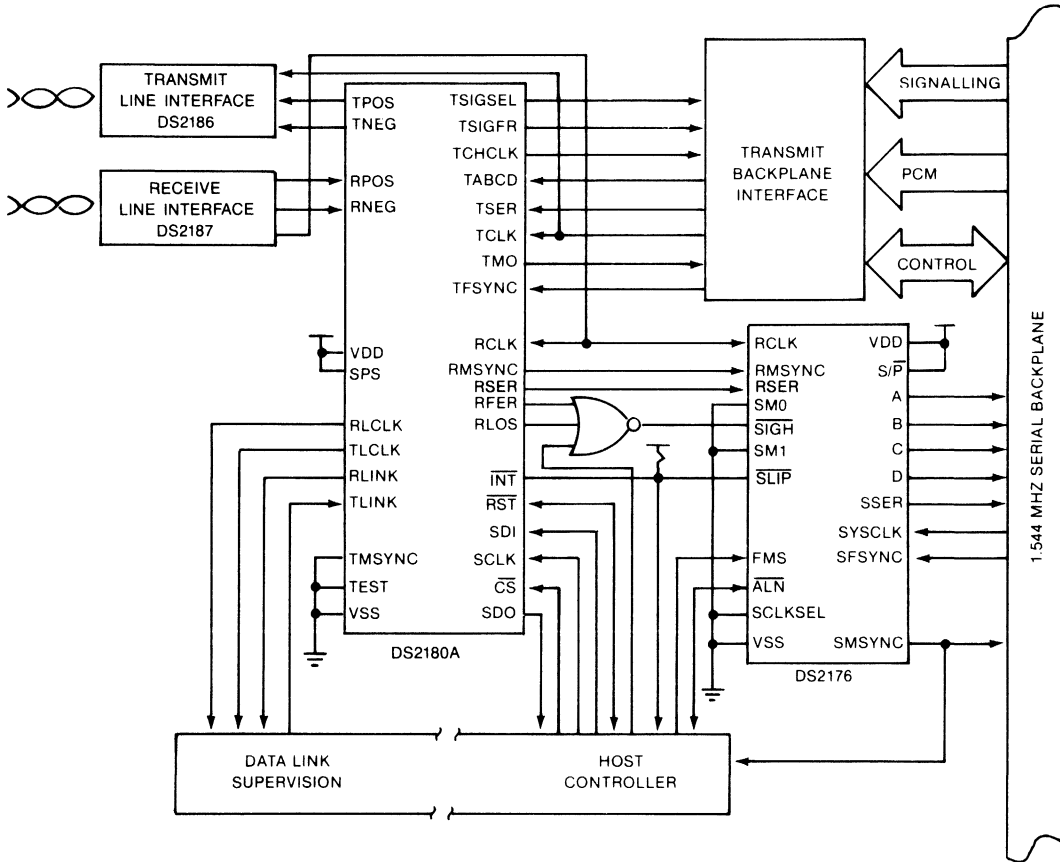 TRANSMIT
LINE INTERFACE
DS2186
RECEIVE
LINE INTERFACE
DS2187
TPOS
TNEG
RPOS
RNEG
VDD
SPS
RLCLK
TLCLK
RLINK
TLINK
TMSYNC
TEST
VSS
TSIGSEL
TSIGFR
TCHCLK
TABCD
TSER
TCLK
TMO
TFSYNC
RCLK
RMSYNC
RSER
RFER
RLOS
INT
RST
SDI
SCLK
CS
SDO
DS2180A
TRANSMIT
BACKPLANE
INTERFACE
SIGNALLING
PCM
CONTROL
RCLK
RMSYNC
RSER
SM0
SIGH
SM1
SLIP
FMS
ALN
SCLKSEL
VSS
VDD
S/P
A
B
C
D
SSER
SYSCLK
SFSYNC
SMSYNC
DS2176
1.544 MHZ SERIAL BACKPLANE
DATA LINK
SUPERVISION
HOST
CONTROLLER